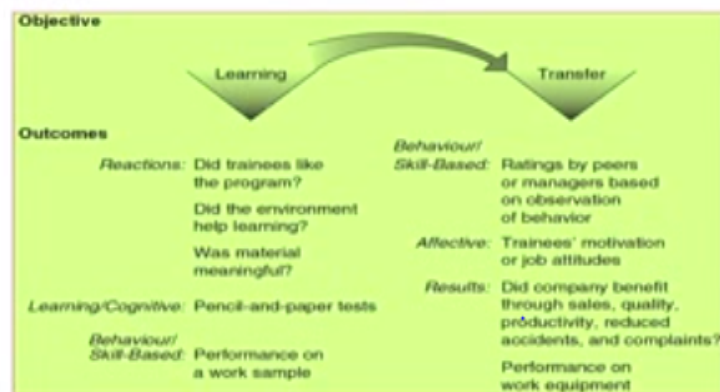 Objective
Learning
Transfer
Outcomes
Reactions: Did trainees like
the program?
Did the environment
help learning?
Was material
meaningful?
Learning/Cognitive: Pencil-and-paper tests
Behaviour/
Skill-Based: Performance on
a work sample
Behaviour/
Skill-Based: Ratings by peers
or managers based
on observation
of behavior
Affective: Trainees' motivation
or job attitudes
Results: Did company benefit
through sales, quality,
productivity, reduced
accidents, and complaints?
Performance on
work equipment